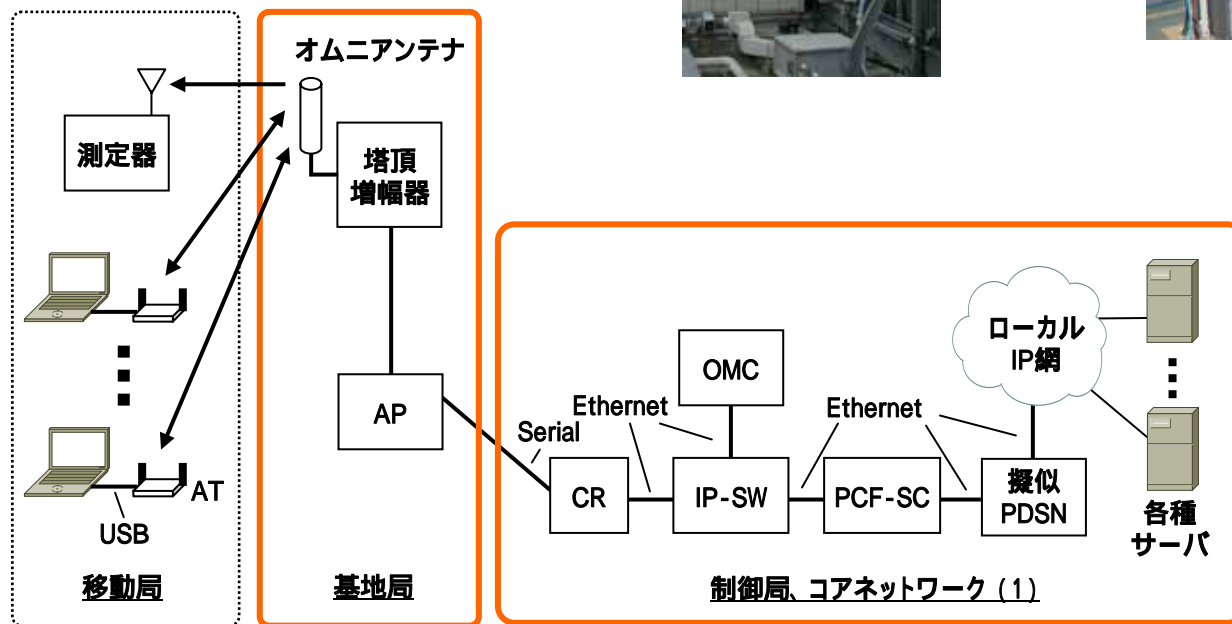 オムニアンテナ
測定器
塔頂
増幅器
ローカル
IP網
OMC
AP
Ethernet
Ethernet
Serial
CR
IP-SW
PCF-SC
擬似
PDSN
AT
USB
各種
サーバ
移動局
基地局
制御局、コアネットワーク (1)